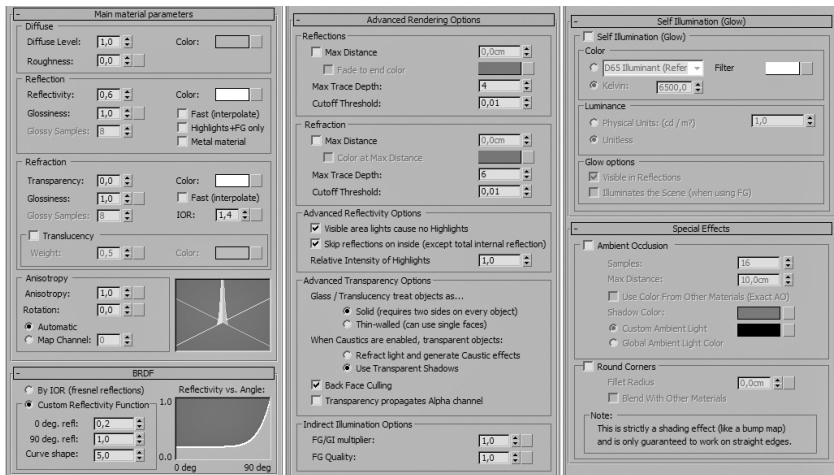 Main material parameters
Diffuse
Diffuse Level: 1,0 Color:
Roughness: 0,0
Reflection
Reflectivity: 0,6 Color:
Glossiness: 1,0 Fast (interpolate)
Glossy Samples: 8 Highlights+FG only
Metal material
Refraction
Transparency: 0,0 Color:
Glossiness: 1,0 Fast (interpolate)
Glossy Samples: 8 IOR: 1,4
Translucency
Weight: 0,5 Color:
Anisotropy
Anisotropy: 1,0
Rotation: 0,0
Automatic
Map Channel: 0
BRDF
By IOR (fresnel reflections) Reflectivity vs. Angle:
Custom Reflectivity Function 1.0
0 deg. refl: 0,2
90 deg. refl: 1,0
Curve shape: 5,0 0.0
0 deg 90 deg
Advanced Rendering Options
Reflections
Max Distance 0,0cm
Fade to end color
Max Trace Depth: 4
Cutoff Threshold: 0,01
Refraction
Max Distance 0,0cm
Color at Max Distance
Max Trace Depth: 6
Cutoff Threshold: 0,01
Advanced Reflectivity Options
Visible area lights cause no Highlights
Skip reflections on inside (except total internal reflection)
Relative Intensity of Highlights 1,0
Advanced Transparency Options
Glass / Translucency treat objects as...
Solid (requires two sides on every object)
Thin-walled (can use single faces)
When Caustics are enabled, transparent objects:
Refract light and generate Caustic effects
Use Transparent Shadows
Back Face Culling
Transparency propagates Alpha channel
Indirect Illumination Options
FG/GI multiplier: 1,0
FG Quality: 1,0
Self Illumination (Glow)
Self Illumination (Glow)
Color
D65 Illuminant (Refer Filter
Kelvin: 6500,0
Luminance
Physical Units: (cd / m?) 1,0
Unitless
Glow options
Visible in Reflections
Illuminates the Scene (when using FG)
Special Effects
Ambient Occlusion
Samples: 16
Max Distance: 10,0cm
Use Color From Other Materials (Exact AO)
Shadow Color:
Custom Ambient Light
Global Ambient Light Color
Round Corners
Fillet Radius 0,0cm
Blend With Other Materials
Note:
This is strictly a shading effect (like a bump map)
and is only guaranteed to work on straight edges.